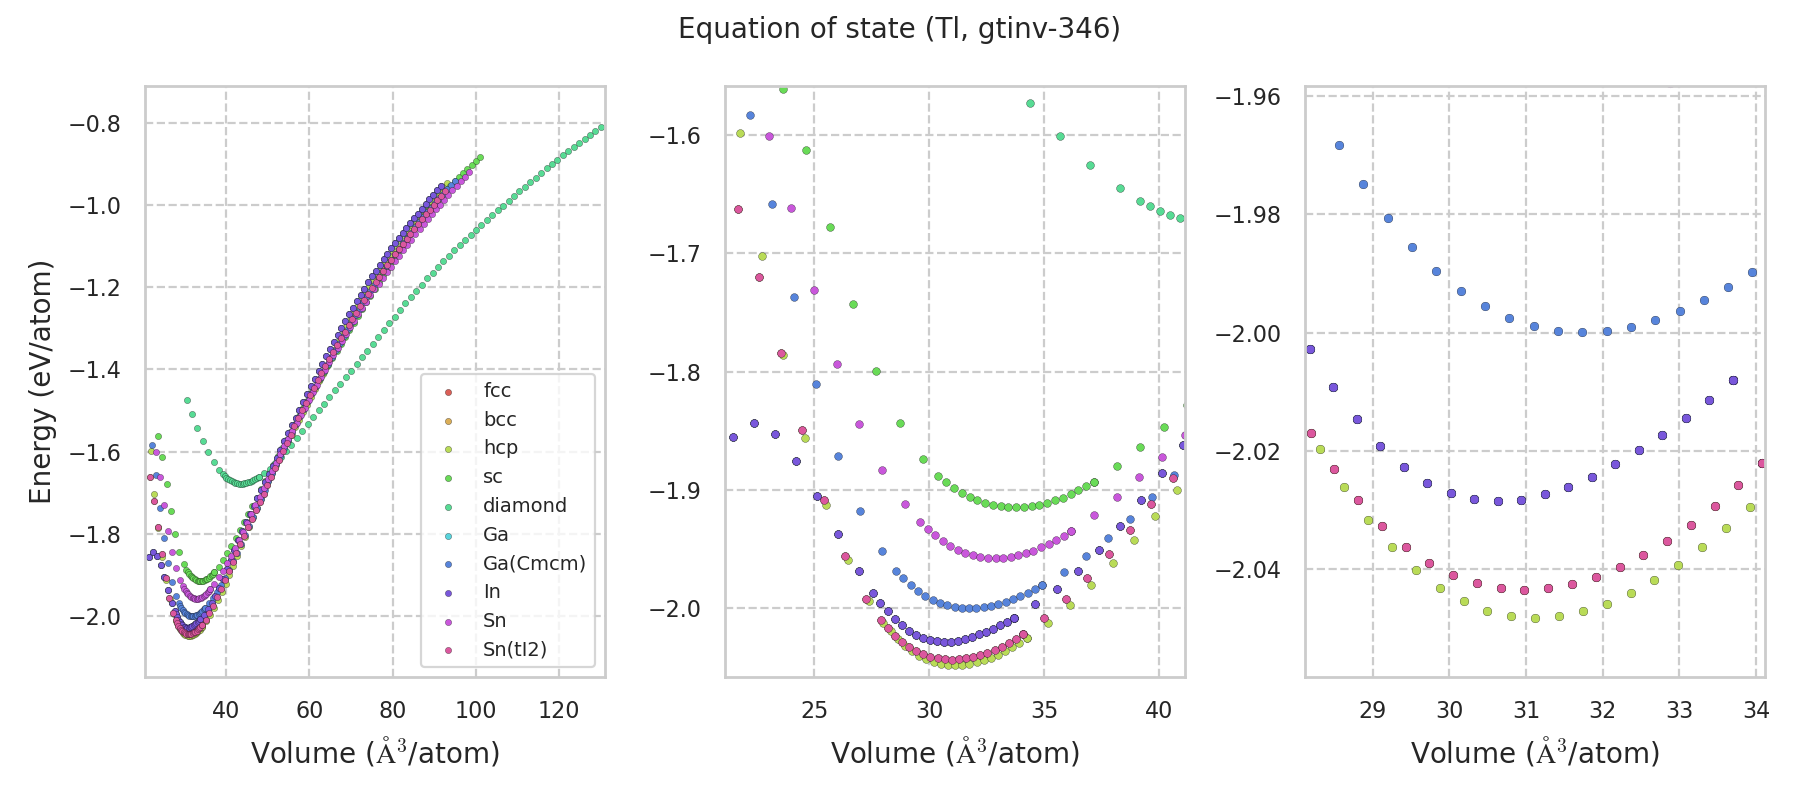 Equation of state (Tl, gtinv-346)
Energy (eV/atom)
−0.8
−1.0
−1.2
−1.4
−1.6
−1.8
−2.0
fcc
bcc
hcp
sc
diamond
Ga
Ga(Cmcm)
In
Sn
Sn(tI2)
40 60 80 100 120
Volume (Å³/atom)
−1.6
−1.7
−1.8
−1.9
−2.0
25 30 35 40
Volume (Å³/atom)
−1.96
−1.98
−2.00
−2.02
−2.04
29 30 31 32 33 34
Volume (Å³/atom)